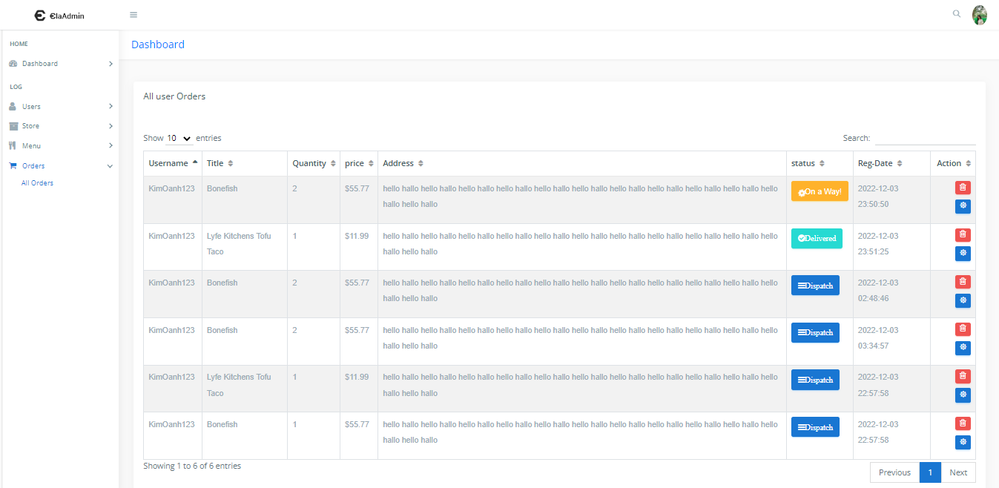 ElaAdmin
Dashboard
HOME
Dashboard
LOG
Users
Store
Menu
Orders
All Orders
All user Orders
Show 10 entries
Search:
Username Title Quantity price Address status Reg-Date Action
KimOanh123 Bonefish 2 $55.77 hello hallo hello hallo hello hallo hello hallo hello hallo hello hallo hello hallo hello hallo hello hallo hello hallo hello On a Way! 2022-12-03
hallo hello hallo 23:50:50
KimOanh123 Lyfe Kitchens Tofu 1 $11.99 hello hallo hello hallo hello hallo hello hallo hello hallo hello hallo hello hallo hello hallo hello hallo hello hallo hello Delivered 2022-12-03
Taco hallo hello hallo 23:51:25
KimOanh123 Bonefish 2 $55.77 hello hallo hello hallo hello hallo hello hallo hello hallo hello hallo hello hallo hello hallo hello hallo hello hallo hello Dispatch 2022-12-03
hallo hello hallo 02:48:46
KimOanh123 Bonefish 2 $55.77 hello hallo hello hallo hello hallo hello hallo hello hallo hello hallo hello hallo hello hallo hello hallo hello hallo hello Dispatch 2022-12-03
hallo hello hallo 03:34:57
KimOanh123 Lyfe Kitchens Tofu 1 $11.99 hello hallo hello hallo hello hallo hello hallo hello hallo hello hallo hello hallo hello hallo hello hallo hello hallo hello Dispatch 2022-12-03
Taco hallo hello hallo 22:57:58
KimOanh123 Bonefish 1 $55.77 hello hallo hello hallo hello hallo hello hallo hello hallo hello hallo hello hallo hello hallo hello hallo hello hallo hello Dispatch 2022-12-03
hallo hello hallo 22:57:58
Showing 1 to 6 of 6 entries
Previous 1 Next